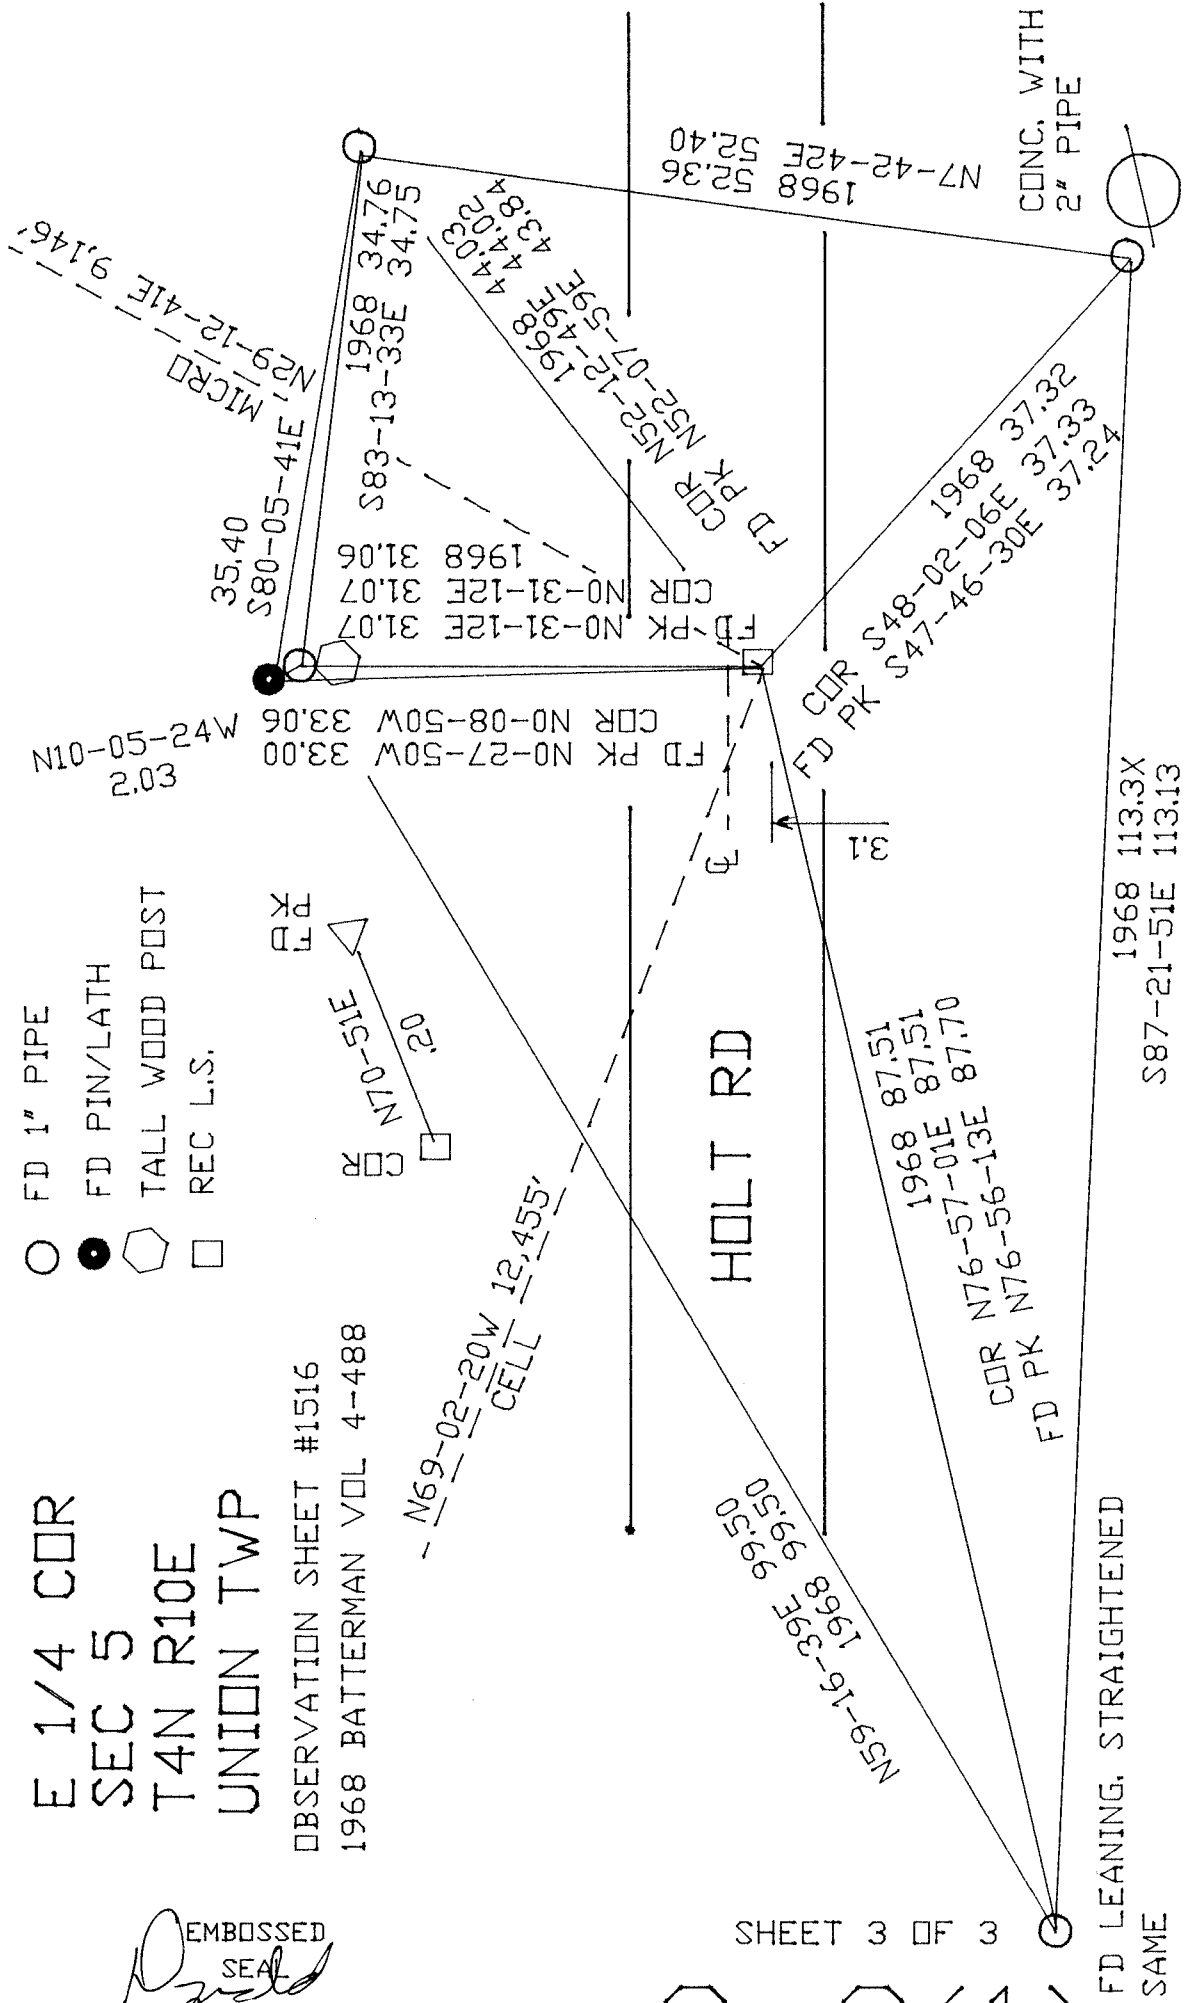 E 1/4 COR
SEC 5
T4N R10E
UNION TWP
OBSERVATION SHEET #1516
1968 BATTERMAN VOL 4-488
FD 1" PIPE
FD PIN/LATH
TALL WOOD POST
REC L.S.
EMBOSSED
SEAL
N10-05-24W
2.03
35.40
S80-05-41E
MICRO
N29-12-41E 9,146'
1968 34.76
S83-13-33E 34.75
1968 31.06
COR N0-31-12E 31.07
FD PK N0-31-12E 31.07
COR N0-08-50W 33.06
FD PK N0-27-50W 33.00
1968 44.03
COR N52-12-49E 44.02
FD PK N52-07-59E 43.84
1968 52.36
N7-42-42E 52.40
CONC. WITH
2" PIPE
COR
FD
PK
N70-51E
.20
N69-02-20W 12,455'
CELL
HOLT RD
℄
3.1
1968 37.32
COR S48-02-06E 37.33
FD PK S47-46-30E 37.24
1968 87.51
COR N76-57-01E 87.51
FD PK N76-56-13E 87.70
N59-16-39E 99.50
1968 99.50
1968 113.3X
S87-21-51E 113.13
SHEET 3 OF 3
FD LEANING. STRAIGHTENED
SAME